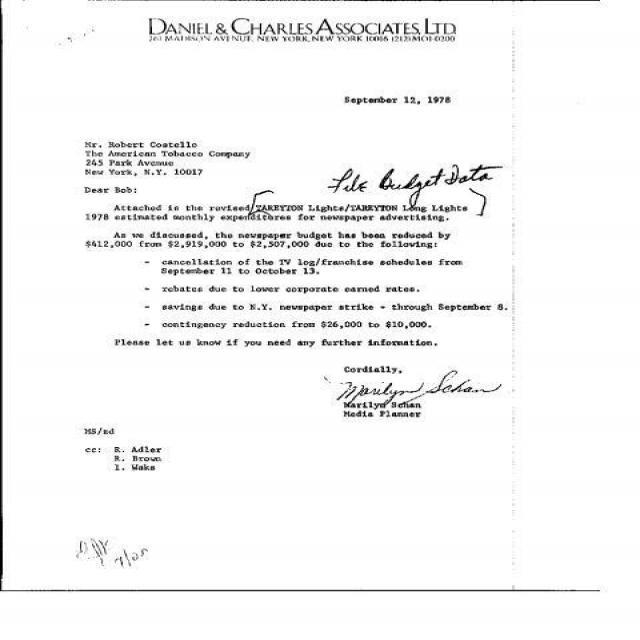 DANIEL & CHARLES ASSOCIATES, LTD
261 MADISON AVENUE, NEW YORK, NEW YORK 10016 (212) MO1-0200
September 12, 1978
Mr. Robert Costello
The American Tobacco Company
245 Park Avenue
New York, N.Y. 10017
File Budget Data
Dear Bob:
Attached is the revised TAREYTON Lights/TAREYTON Long Lights
1978 estimated monthly expenditures for newspaper advertising.
As we discussed, the newspaper budget has been reduced by
$412,000 from $2,919,000 to $2,507,000 due to the following:
- cancellation of the TV log/franchise schedules from
September 11 to October 13.
- rebates due to lower corporate earned rates.
- savings due to N.Y. newspaper strike - through September 8.
- contingency reduction from $26,000 to $10,000.
Please let us know if you need any further information.
Cordially,
Marilyn Schan
Marilyn Schan
Media Planner
MS/zd
cc: R. Adler
R. Brown
I. Waks